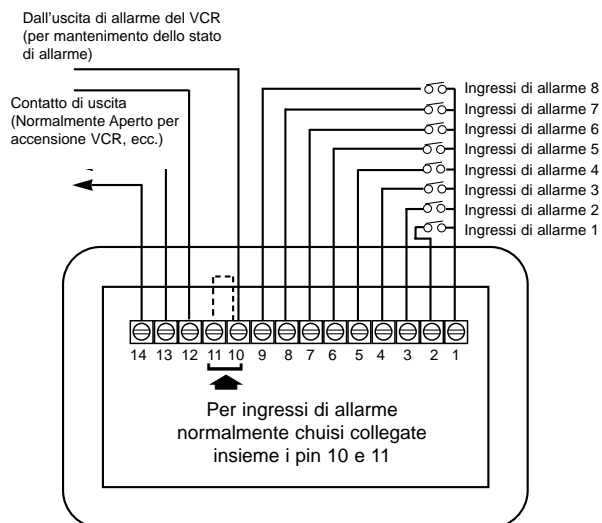 Dall'uscita di allarme del VCR
(per mantenimento dello stato
di allarme)
Contatto di uscita
(Normalmente Aperto per
accensione VCR, ecc.)
Ingressi di allarme 8
Ingressi di allarme 7
Ingressi di allarme 6
Ingressi di allarme 5
Ingressi di allarme 4
Ingressi di allarme 3
Ingressi di allarme 2
Ingressi di allarme 1
14 13 12 11 10 9 8 7 6 5 4 3 2 1
Per ingressi di allarme
normalmente chuisi collegate
insieme i pin 10 e 11